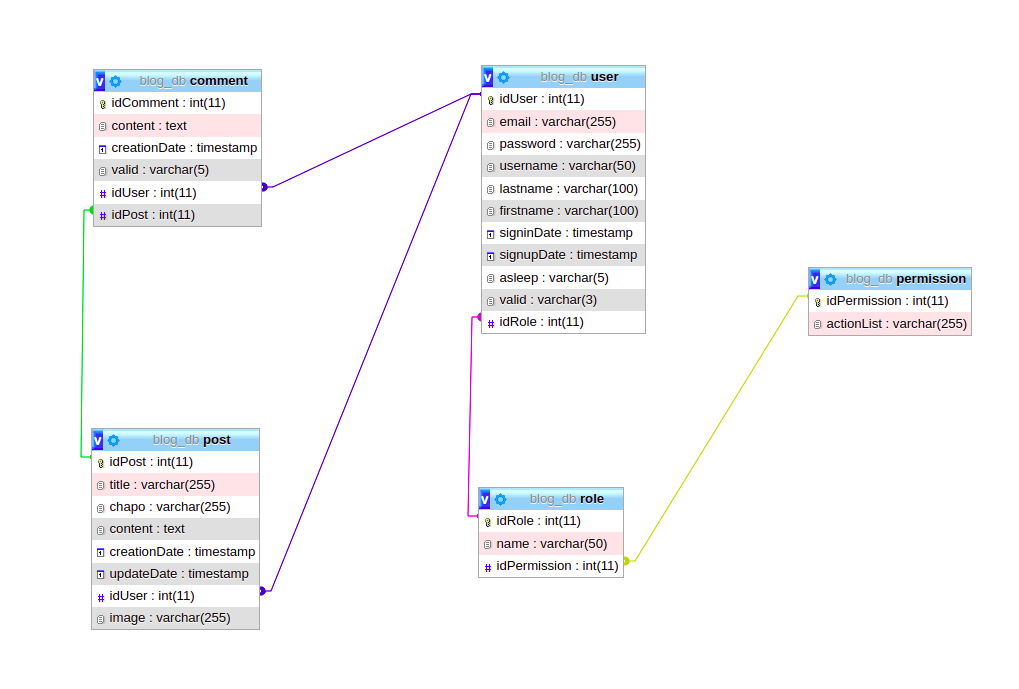 v blog_db comment
idComment : int(11)
content : text
creationDate : timestamp
valid : varchar(5)
# idUser : int(11)
# idPost : int(11)
v blog_db user
idUser : int(11)
email : varchar(255)
password : varchar(255)
username : varchar(50)
lastname : varchar(100)
firstname : varchar(100)
signinDate : timestamp
signupDate : timestamp
asleep : varchar(5)
valid : varchar(3)
# idRole : int(11)
v blog_db permission
idPermission : int(11)
actionList : varchar(255)
v blog_db post
idPost : int(11)
title : varchar(255)
chapo : varchar(255)
content : text
creationDate : timestamp
updateDate : timestamp
# idUser : int(11)
image : varchar(255)
v blog_db role
idRole : int(11)
name : varchar(50)
# idPermission : int(11)